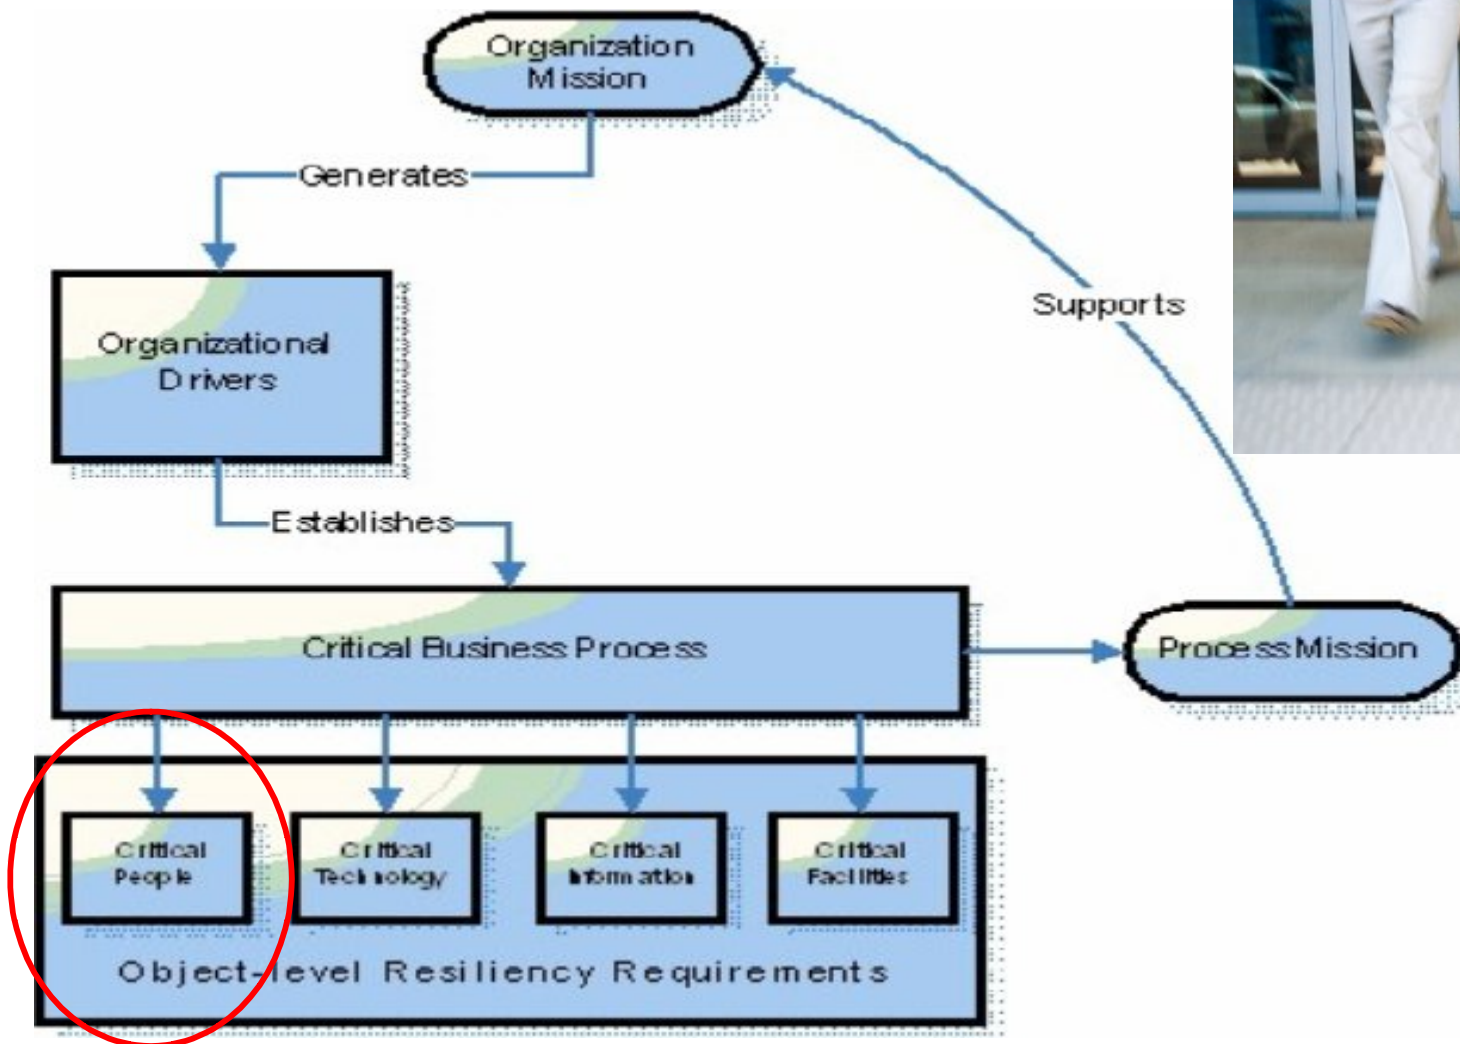 Organization
Mission
Generates
Supports
Organizational
Drivers
Establishes
Critical Business Process
Process Mission
Critical
People
Critical
Technology
Critical
Information
Critical
Facilities
Object-level Resiliency Requirements